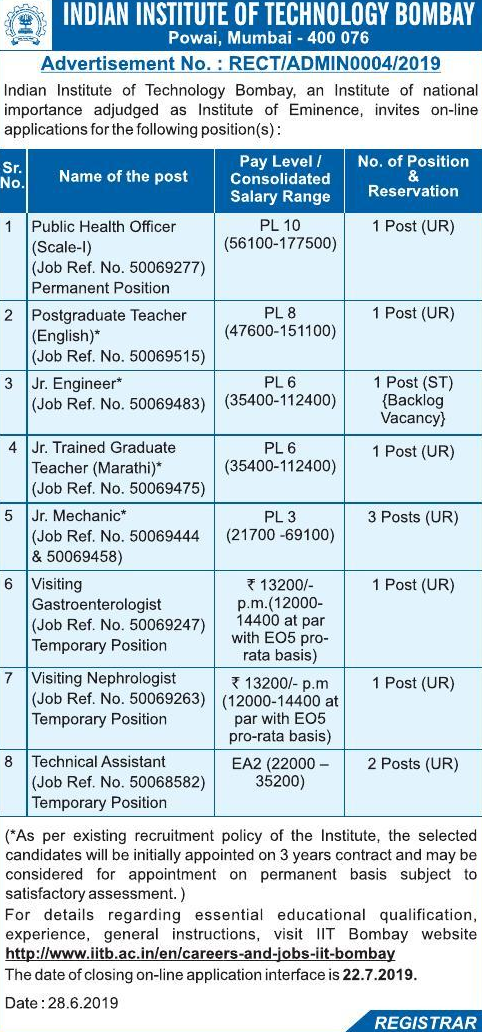 INDIAN INSTITUTE OF TECHNOLOGY BOMBAY
Powai, Mumbai - 400 076
Advertisement No. : RECT/ADMIN0004/2019
Indian Institute of Technology Bombay, an Institute of national
importance adjudged as Institute of Eminence, invites on-line
applications for the following position(s) :
Sr. No.
Name of the post
Pay Level / Consolidated Salary Range
No. of Position & Reservation
1
Public Health Officer
(Scale-I)
(Job Ref. No. 50069277)
Permanent Position
PL 10
(56100-177500)
1 Post (UR)
2
Postgraduate Teacher
(English)*
(Job Ref. No. 50069515)
PL 8
(47600-151100)
1 Post (UR)
3
Jr. Engineer*
(Job Ref. No. 50069483)
PL 6
(35400-112400)
1 Post (ST)
{Backlog
Vacancy}
4
Jr. Trained Graduate
Teacher (Marathi)*
(Job Ref. No. 50069475)
PL 6
(35400-112400)
1 Post (UR)
5
Jr. Mechanic*
(Job Ref. No. 50069444
& 50069458)
PL 3
(21700 -69100)
3 Posts (UR)
6
Visiting
Gastroenterologist
(Job Ref. No. 50069247)
Temporary Position
₹ 13200/-
p.m.(12000-
14400 at par
with EO5 pro-
rata basis)
1 Post (UR)
7
Visiting Nephrologist
(Job Ref. No. 50069263)
Temporary Position
₹ 13200/- p.m
(12000-14400 at
par with EO5
pro-rata basis)
1 Post (UR)
8
Technical Assistant
(Job Ref. No. 50068582)
Temporary Position
EA2 (22000 –
35200)
2 Posts (UR)
(*As per existing recruitment policy of the Institute, the selected
candidates will be initially appointed on 3 years contract and may be
considered for appointment on permanent basis subject to
satisfactory assessment. )
For details regarding essential educational qualification,
experience, general instructions, visit IIT Bombay website
http://www.iitb.ac.in/en/careers-and-jobs-iit-bombay
The date of closing on-line application interface is 22.7.2019.
Date : 28.6.2019
REGISTRAR